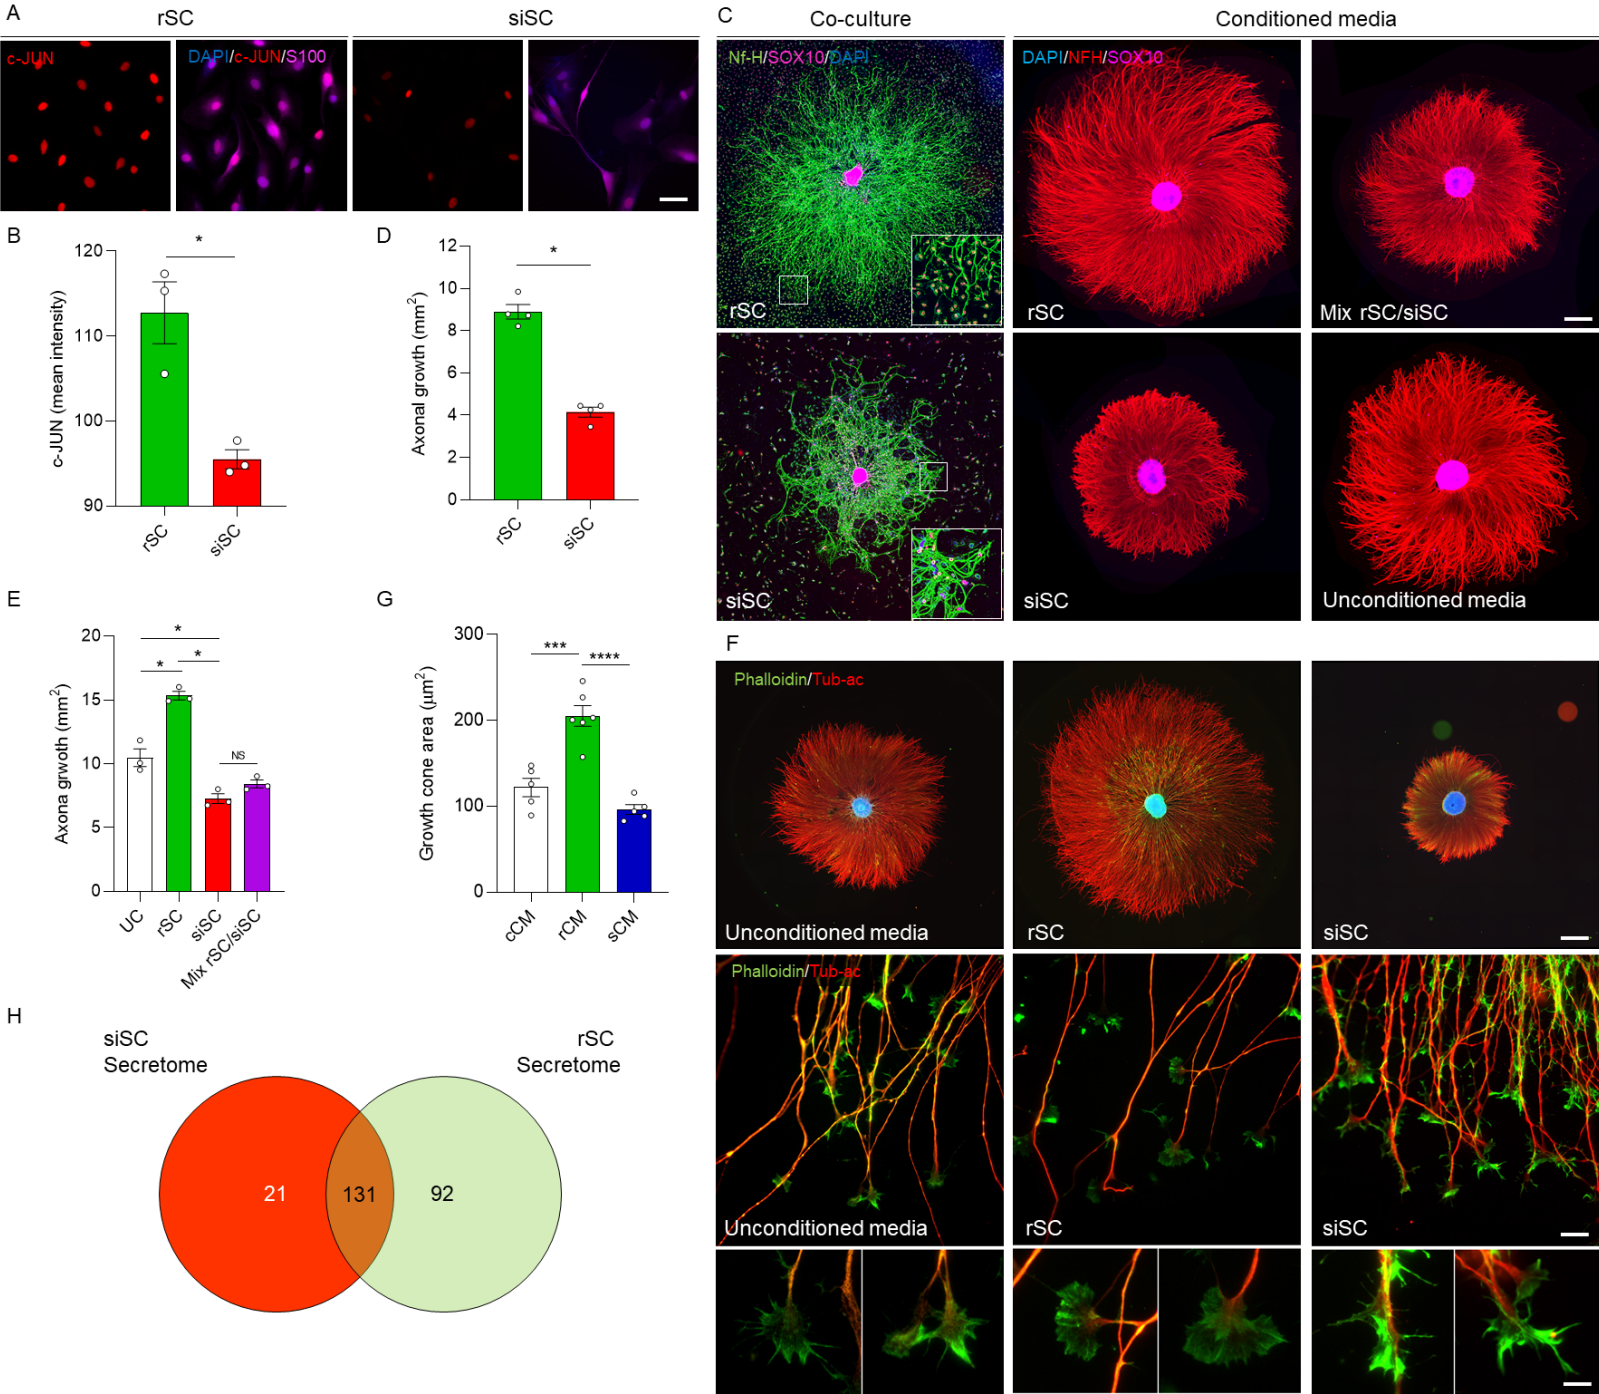 A
rSC
siSC
c-JUN
DAPI/c-JUN/S100
B
c-JUN (mean intensity)
120
110
100
90
*
rSC
siSC
D
Axonal growth (mm2)
12
10
8
6
4
2
0
*
rSC
siSC
C
Co-culture
Conditioned media
Nf-H/SOX10/DAPI
DAPI/NFH/SOX10
rSC
rSC
Mix rSC/siSC
siSC
siSC
Unconditioned media
E
Axona grwoth (mm2)
20
15
10
5
0
*
*
*
NS
UC
rSC
siSC
Mix rSC/siSC
G
Growth cone area (μm2)
300
200
100
0
***
****
cCM
rCM
sCM
F
Phalloidin/Tub-ac
Unconditioned media
rSC
siSC
Phalloidin/Tub-ac
Unconditioned media
rSC
siSC
H
siSC
Secretome
rSC
Secretome
21
131
92